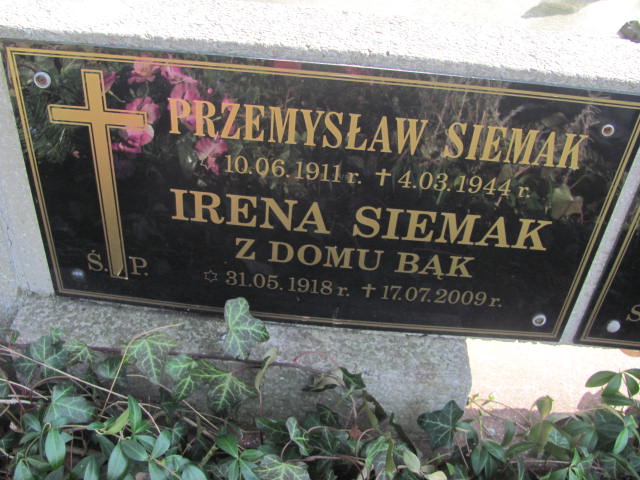 PRZEMYSŁAW SIEMAK
☆ 10.06.1911 r. ✝ 4.03.1944 r.
IRENA SIEMAK
Z DOMU BĄK
Ś. P.
☆ 31.05.1918 r. ✝ 17.07.2009 r.